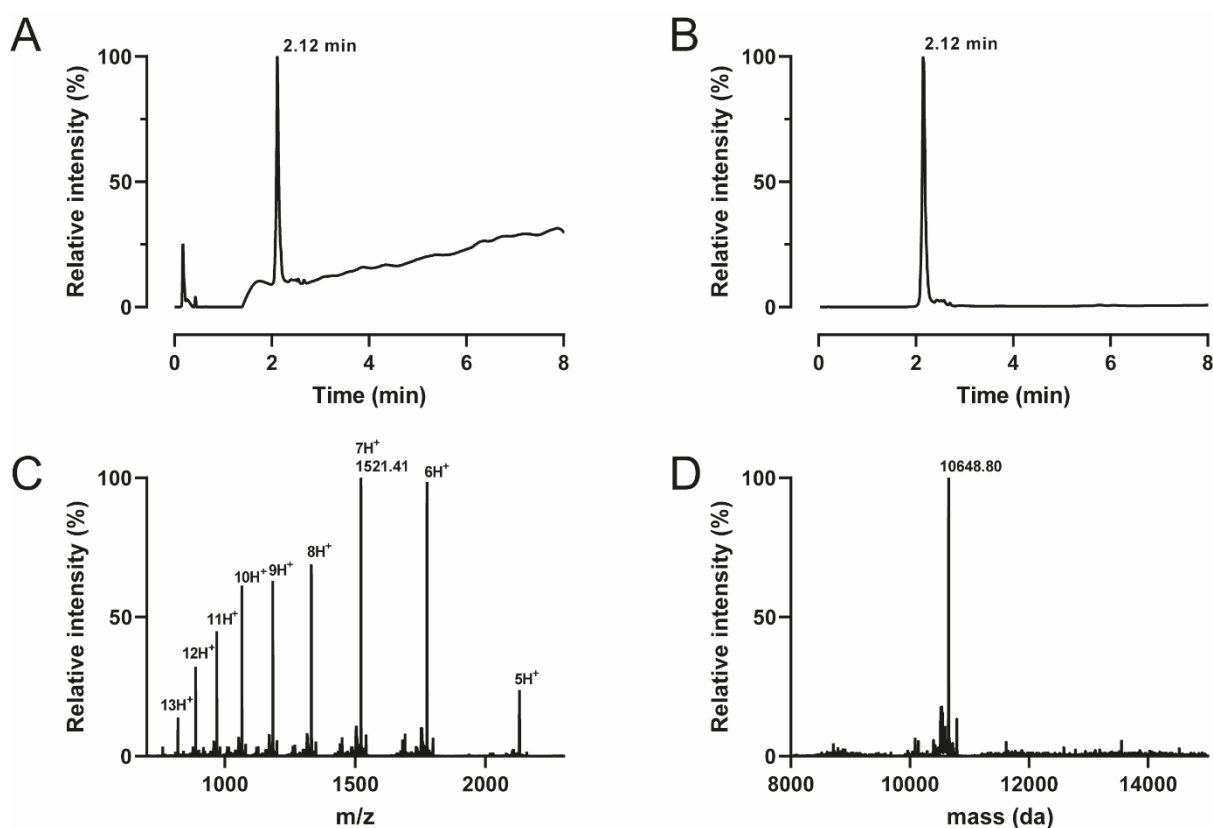 A
2.12 min
Relative intensity (%)
100
50
0
0 2 4 6 8
Time (min)
B
2.12 min
Relative intensity (%)
100
50
0
0 2 4 6 8
Time (min)
C
7H⁺
1521.41
6H⁺
8H⁺
10H⁺ 9H⁺
11H⁺
12H⁺
13H⁺
5H⁺
Relative intensity (%)
100
50
0
1000 1500 2000
m/z
D
10648.80
Relative intensity (%)
100
50
0
8000 10000 12000 14000
mass (da)